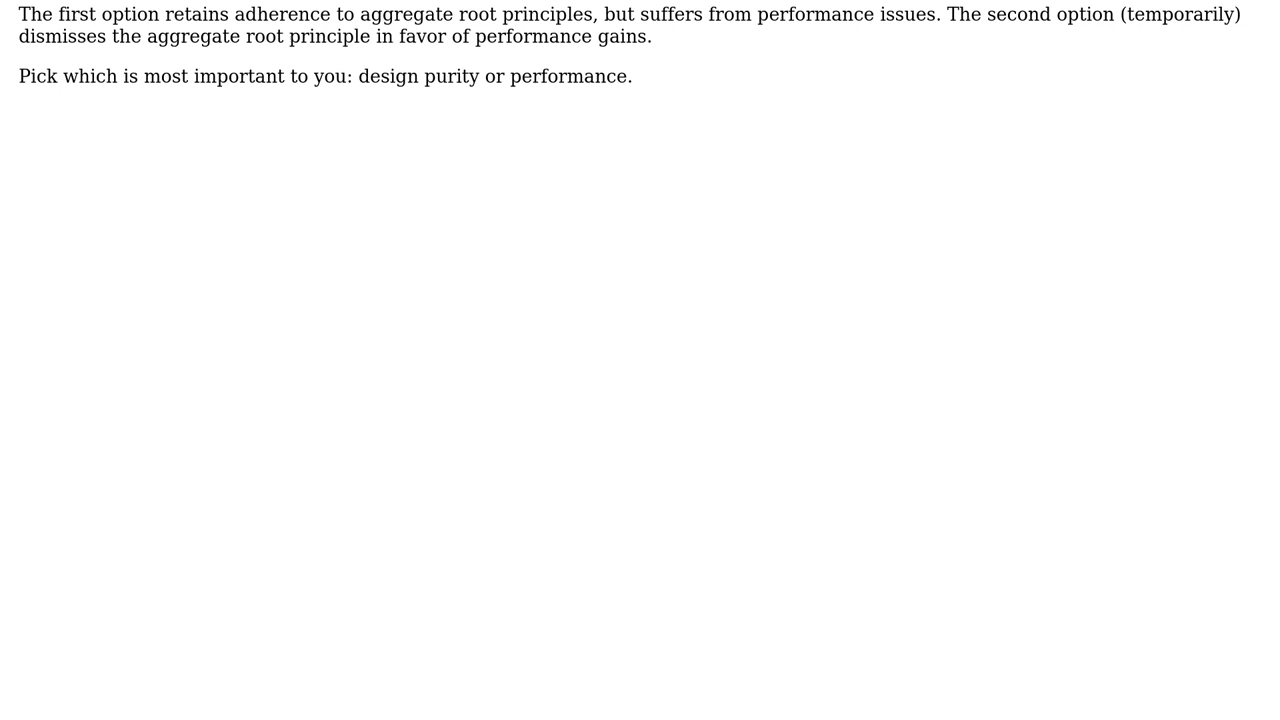 The first option retains adherence to aggregate root principles, but suffers from performance issues. The second option (temporarily)
dismisses the aggregate root principle in favor of performance gains.
Pick which is most important to you: design purity or performance.